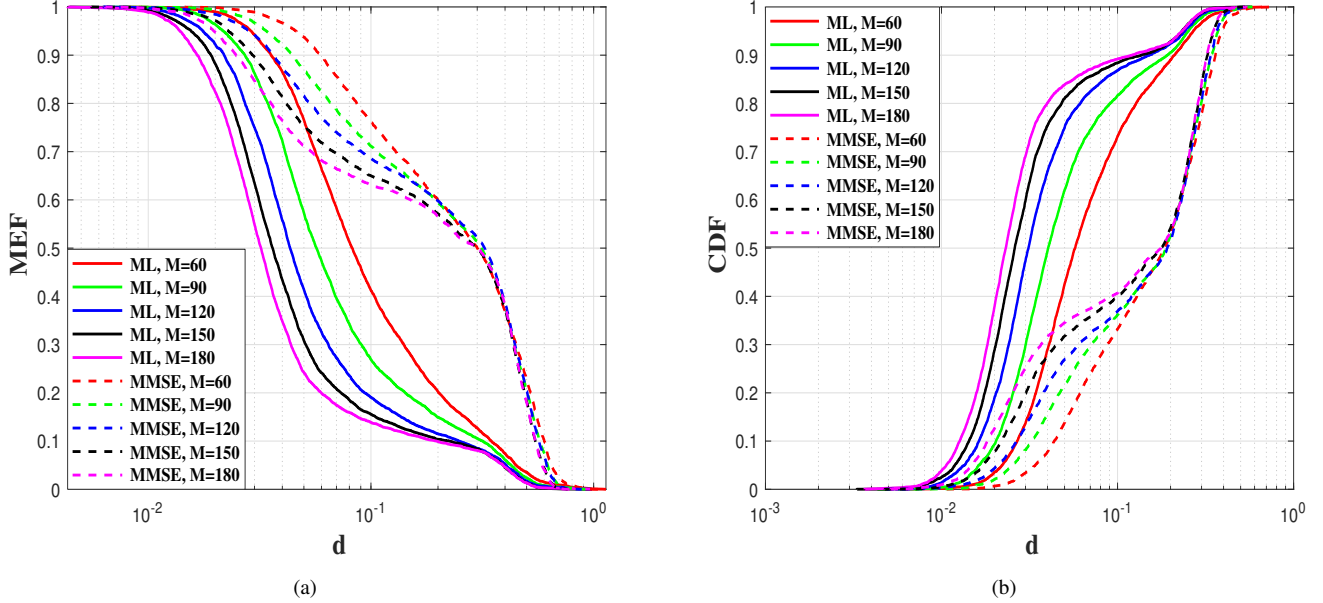 1
0.9
0.8
0.7
0.6
0.5
0.4
0.3
0.2
0.1
0
MEF
ML, M=60
ML, M=90
ML, M=120
ML, M=150
ML, M=180
MMSE, M=60
MMSE, M=90
MMSE, M=120
MMSE, M=150
MMSE, M=180
10-2 10-1 100
d
(a)
1
0.9
0.8
0.7
0.6
0.5
0.4
0.3
0.2
0.1
0
CDF
ML, M=60
ML, M=90
ML, M=120
ML, M=150
ML, M=180
MMSE, M=60
MMSE, M=90
MMSE, M=120
MMSE, M=150
MMSE, M=180
10-3 10-2 10-1 100
d
(b)